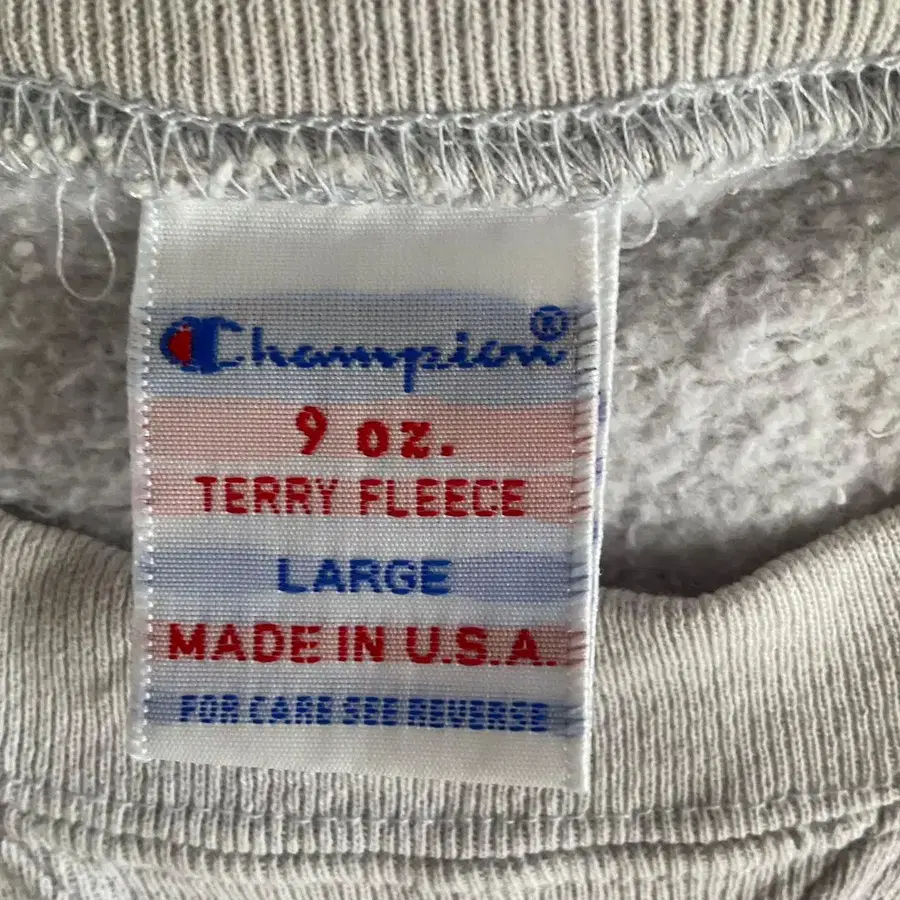 Champion®
9 oz.
TERRY FLEECE
LARGE
MADE IN U.S.A.
FOR CARE SEE REVERSE